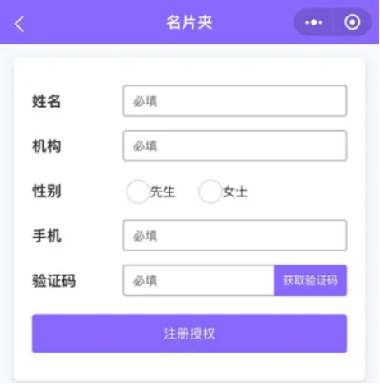 名片夹
姓名 必填
机构 必填
性别 先生 女士
手机 必填
验证码 必填 获取验证码
注册授权